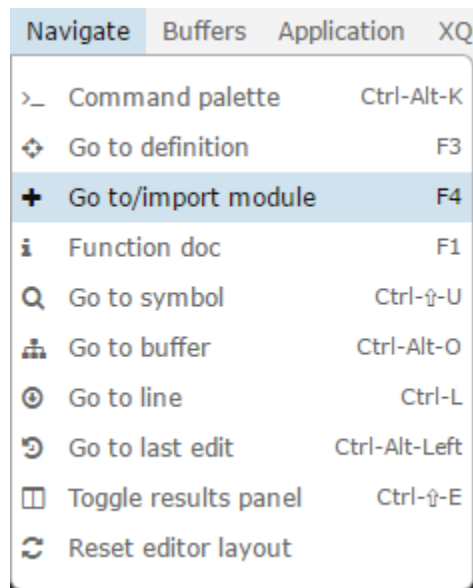 Navigate Buffers Application XQ
>_ Command palette Ctrl-Alt-K
Go to definition F3
Go to/import module F4
Function doc F1
Go to symbol Ctrl-⇧-U
Go to buffer Ctrl-Alt-O
Go to line Ctrl-L
Go to last edit Ctrl-Alt-Left
Toggle results panel Ctrl-⇧-E
Reset editor layout